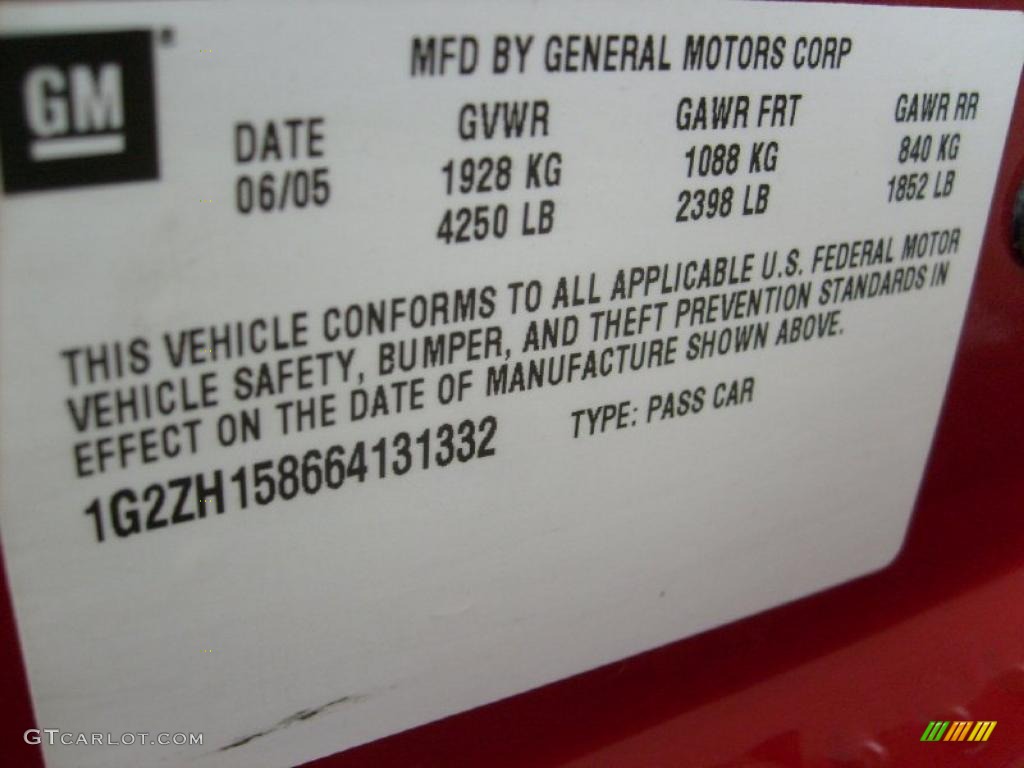 GM
MFD BY GENERAL MOTORS CORP
DATE GVWR GAWR FRT GAWR RR
06/05 1928 KG 1088 KG 840 KG
4250 LB 2398 LB 1852 LB
THIS VEHICLE CONFORMS TO ALL APPLICABLE U.S. FEDERAL MOTOR
VEHICLE SAFETY, BUMPER, AND THEFT PREVENTION STANDARDS IN
EFFECT ON THE DATE OF MANUFACTURE SHOWN ABOVE.
1G2ZH158664131332 TYPE: PASS CAR
GTCARLOT.COM